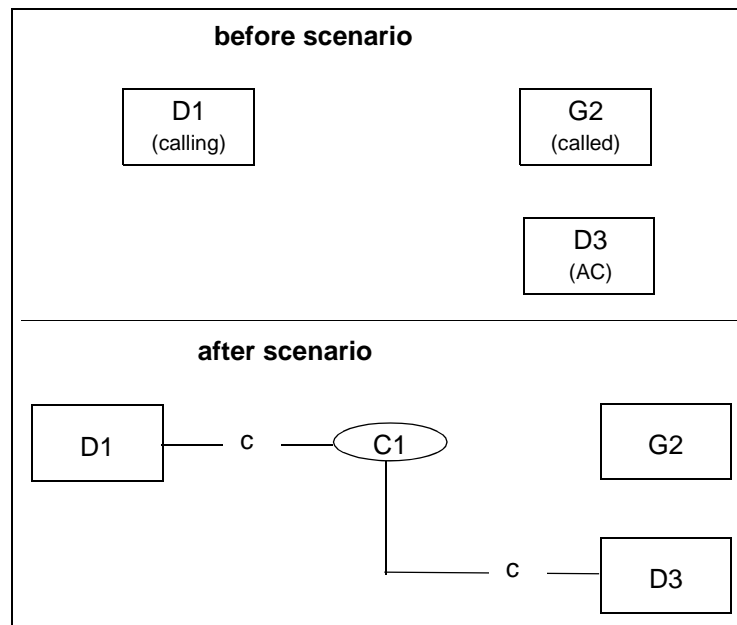 before scenario
D1
(calling)
G2
(called)
D3
(AC)
after scenario
D1
c
C1
G2
c
D3